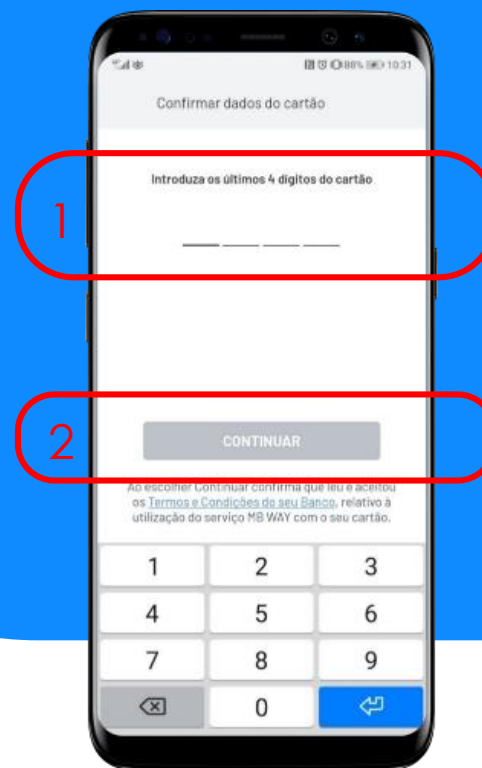 88% 10:31
Confirmar dados do cartão
Introduza os últimos 4 dígitos do cartão
1
2
CONTINUAR
Ao escolher Continuar confirma que leu e aceitou
os Termos e Condições do seu Banco, relativo à
utilização do serviço MB WAY com o seu cartão.
1 2 3
4 5 6
7 8 9
0